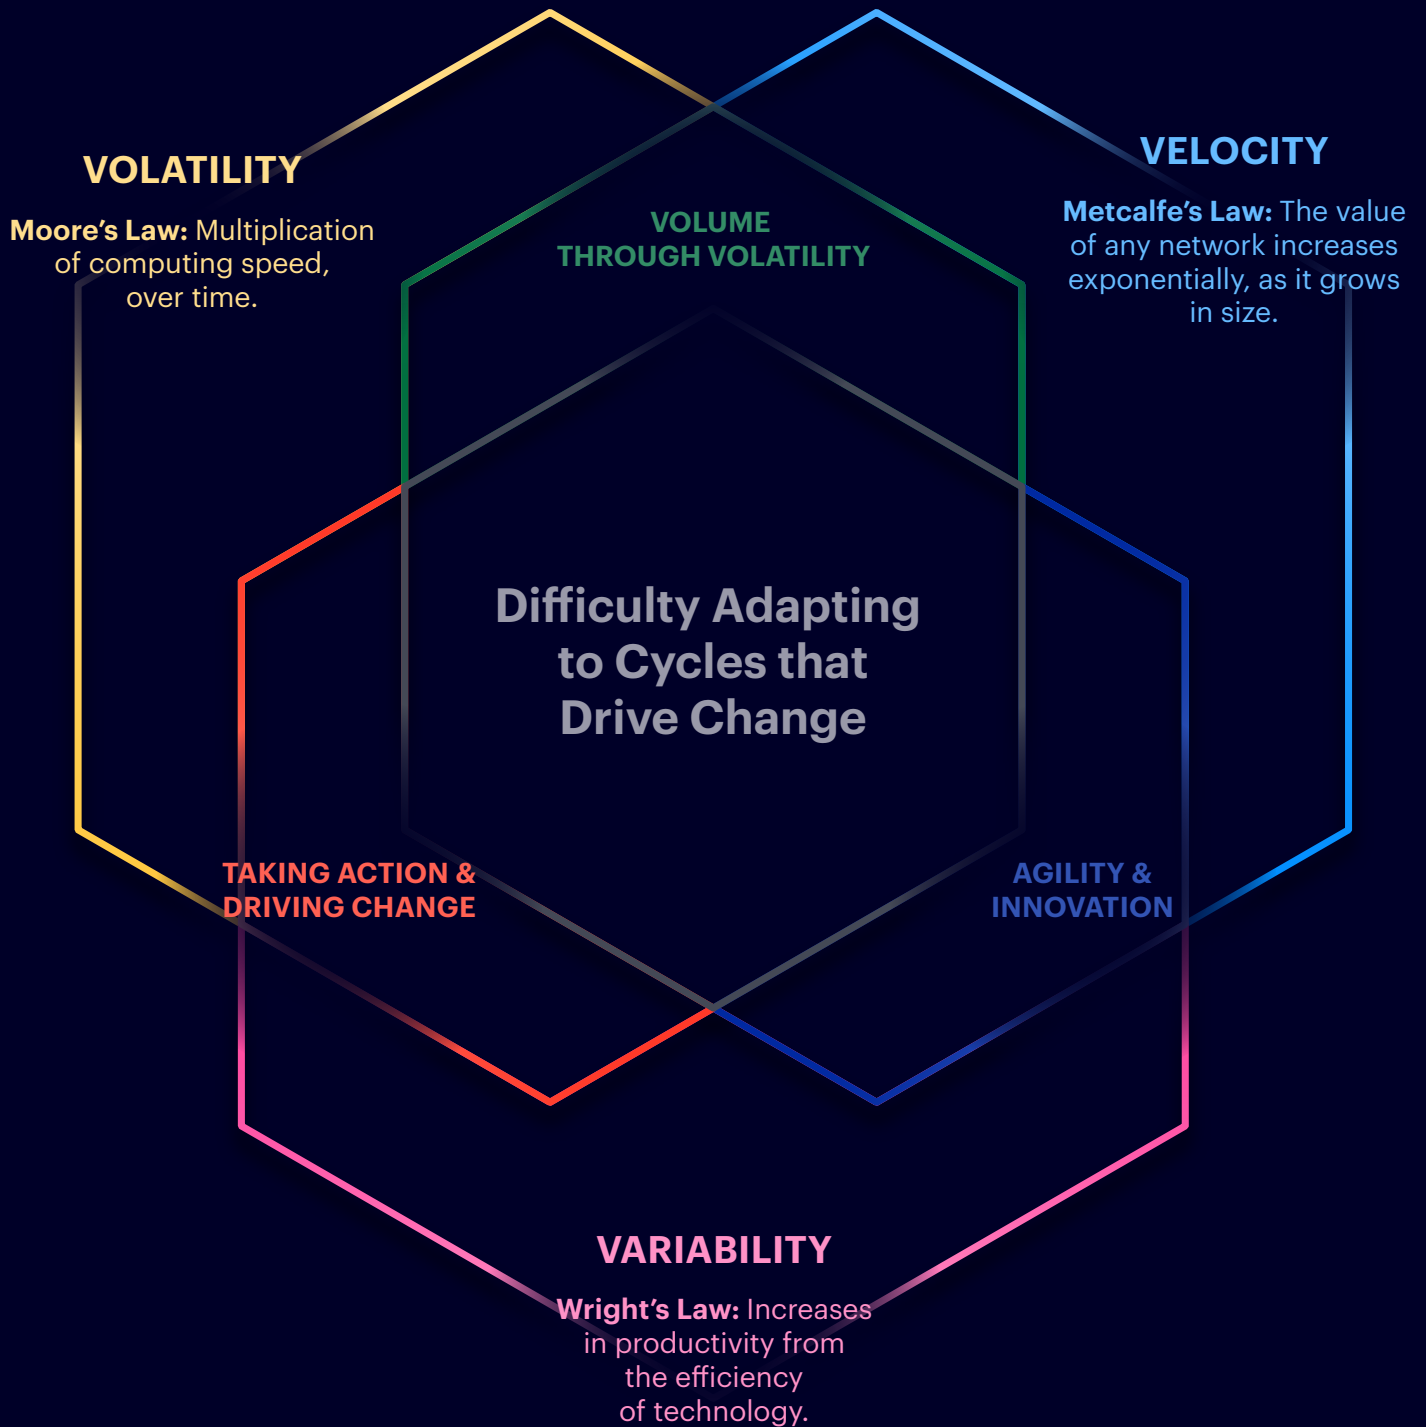 VOLATILITY
Moore’s Law: Multiplication
of computing speed,
over time.
VELOCITY
Metcalfe’s Law: The value
of any network increases
exponentially, as it grows
in size.
VOLUME
THROUGH VOLATILITY
Difficulty Adapting
to Cycles that
Drive Change
TAKING ACTION &
DRIVING CHANGE
AGILITY &
INNOVATION
VARIABILITY
Wright’s Law: Increases
in productivity from
the efficiency
of technology.